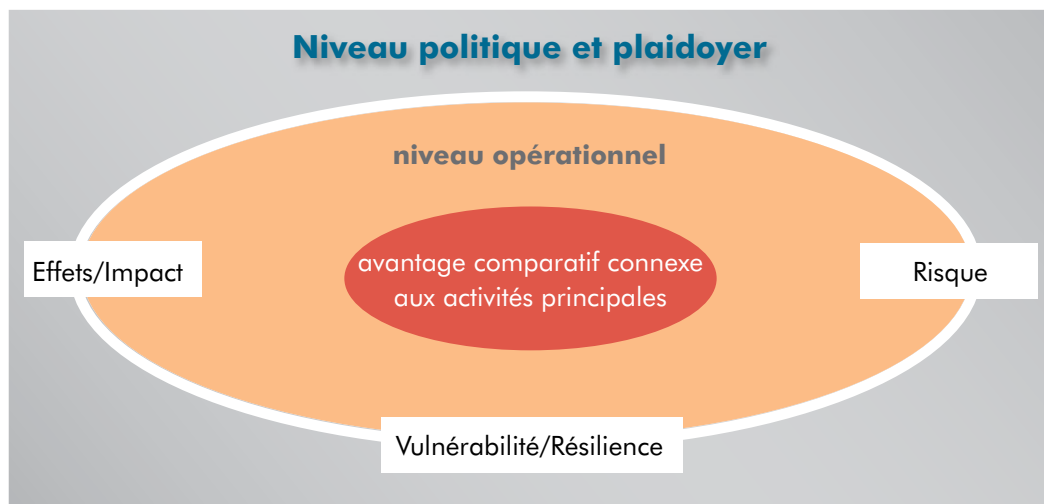 Niveau politique et plaidoyer
niveau opérationnel
Effets/Impact
avantage comparatif connexe
aux activités principales
Risque
Vulnérabilité/Résilience